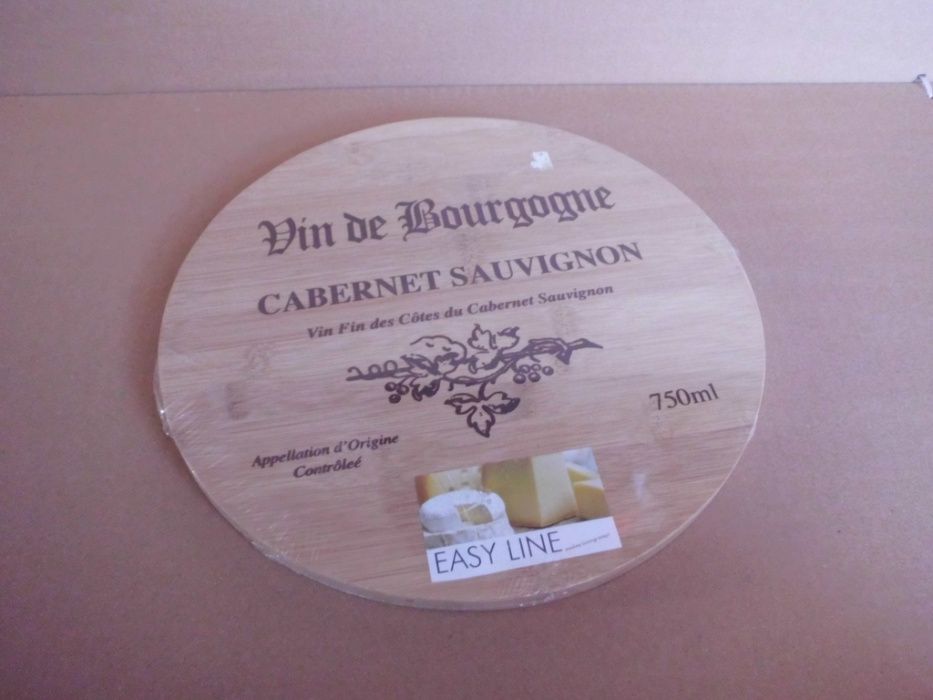 Vin de Bourgogne
CABERNET SAUVIGNON
Vin Fin des Côtes du Cabernet Sauvignon
750ml
Appellation d'Origine
Contrôleé
EASY LINE